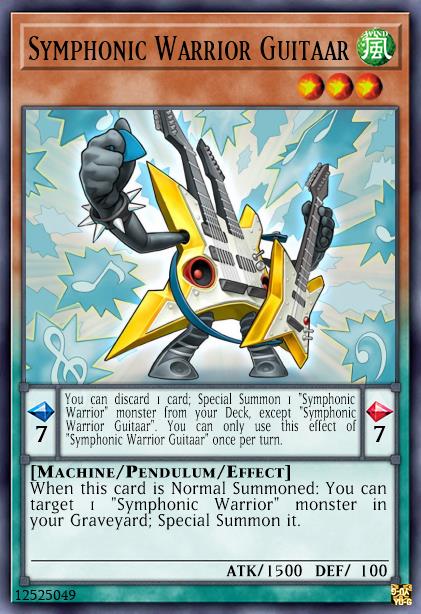 Symphonic Warrior Guitaar
WIND
風
You can discard 1 card; Special Summon 1 "Symphonic
Warrior" monster from your Deck, except "Symphonic
Warrior Guitaar". You can only use this effect of
"Symphonic Warrior Guitaar" once per turn.
7
7
[Machine/Pendulum/Effect]
When this card is Normal Summoned: You can
target 1 "Symphonic Warrior" monster in
your Graveyard; Special Summon it.
ATK/1500 DEF/ 100
12525049